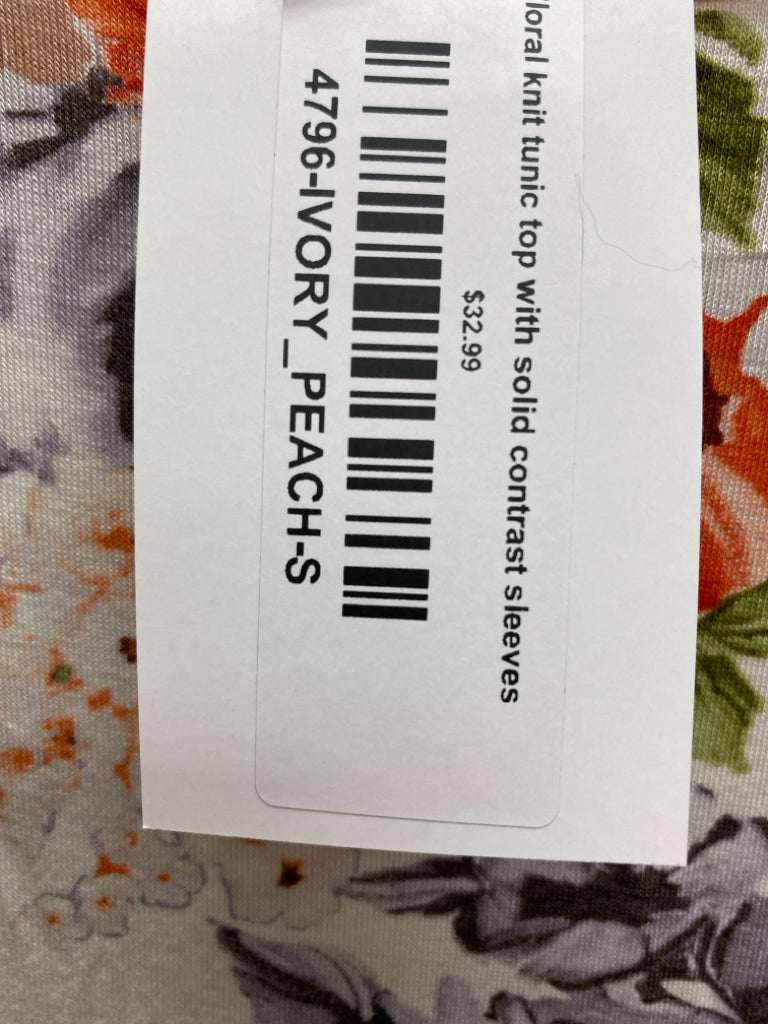 loral knit tunic top with solid contrast sleeves
$32.99
4796-IVORY_PEACH-S